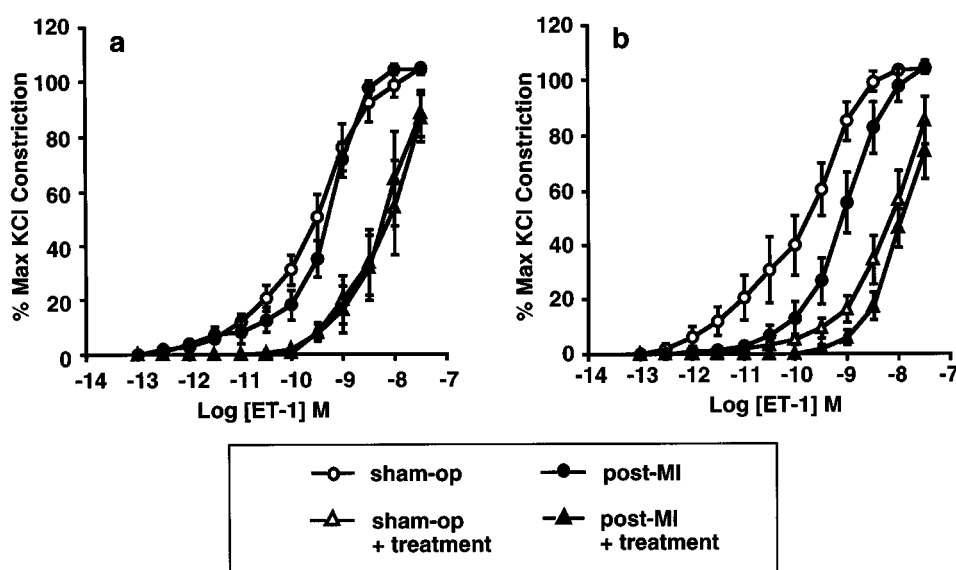 a
b
% Max KCl Constriction
120
100
80
60
40
20
0
-14 -13 -12 -11 -10 -9 -8 -7
Log [ET-1] M
% Max KCl Constriction
120
100
80
60
40
20
0
-14 -13 -12 -11 -10 -9 -8 -7
Log [ET-1] M
sham-op
post-MI
sham-op
+ treatment
post-MI
+ treatment